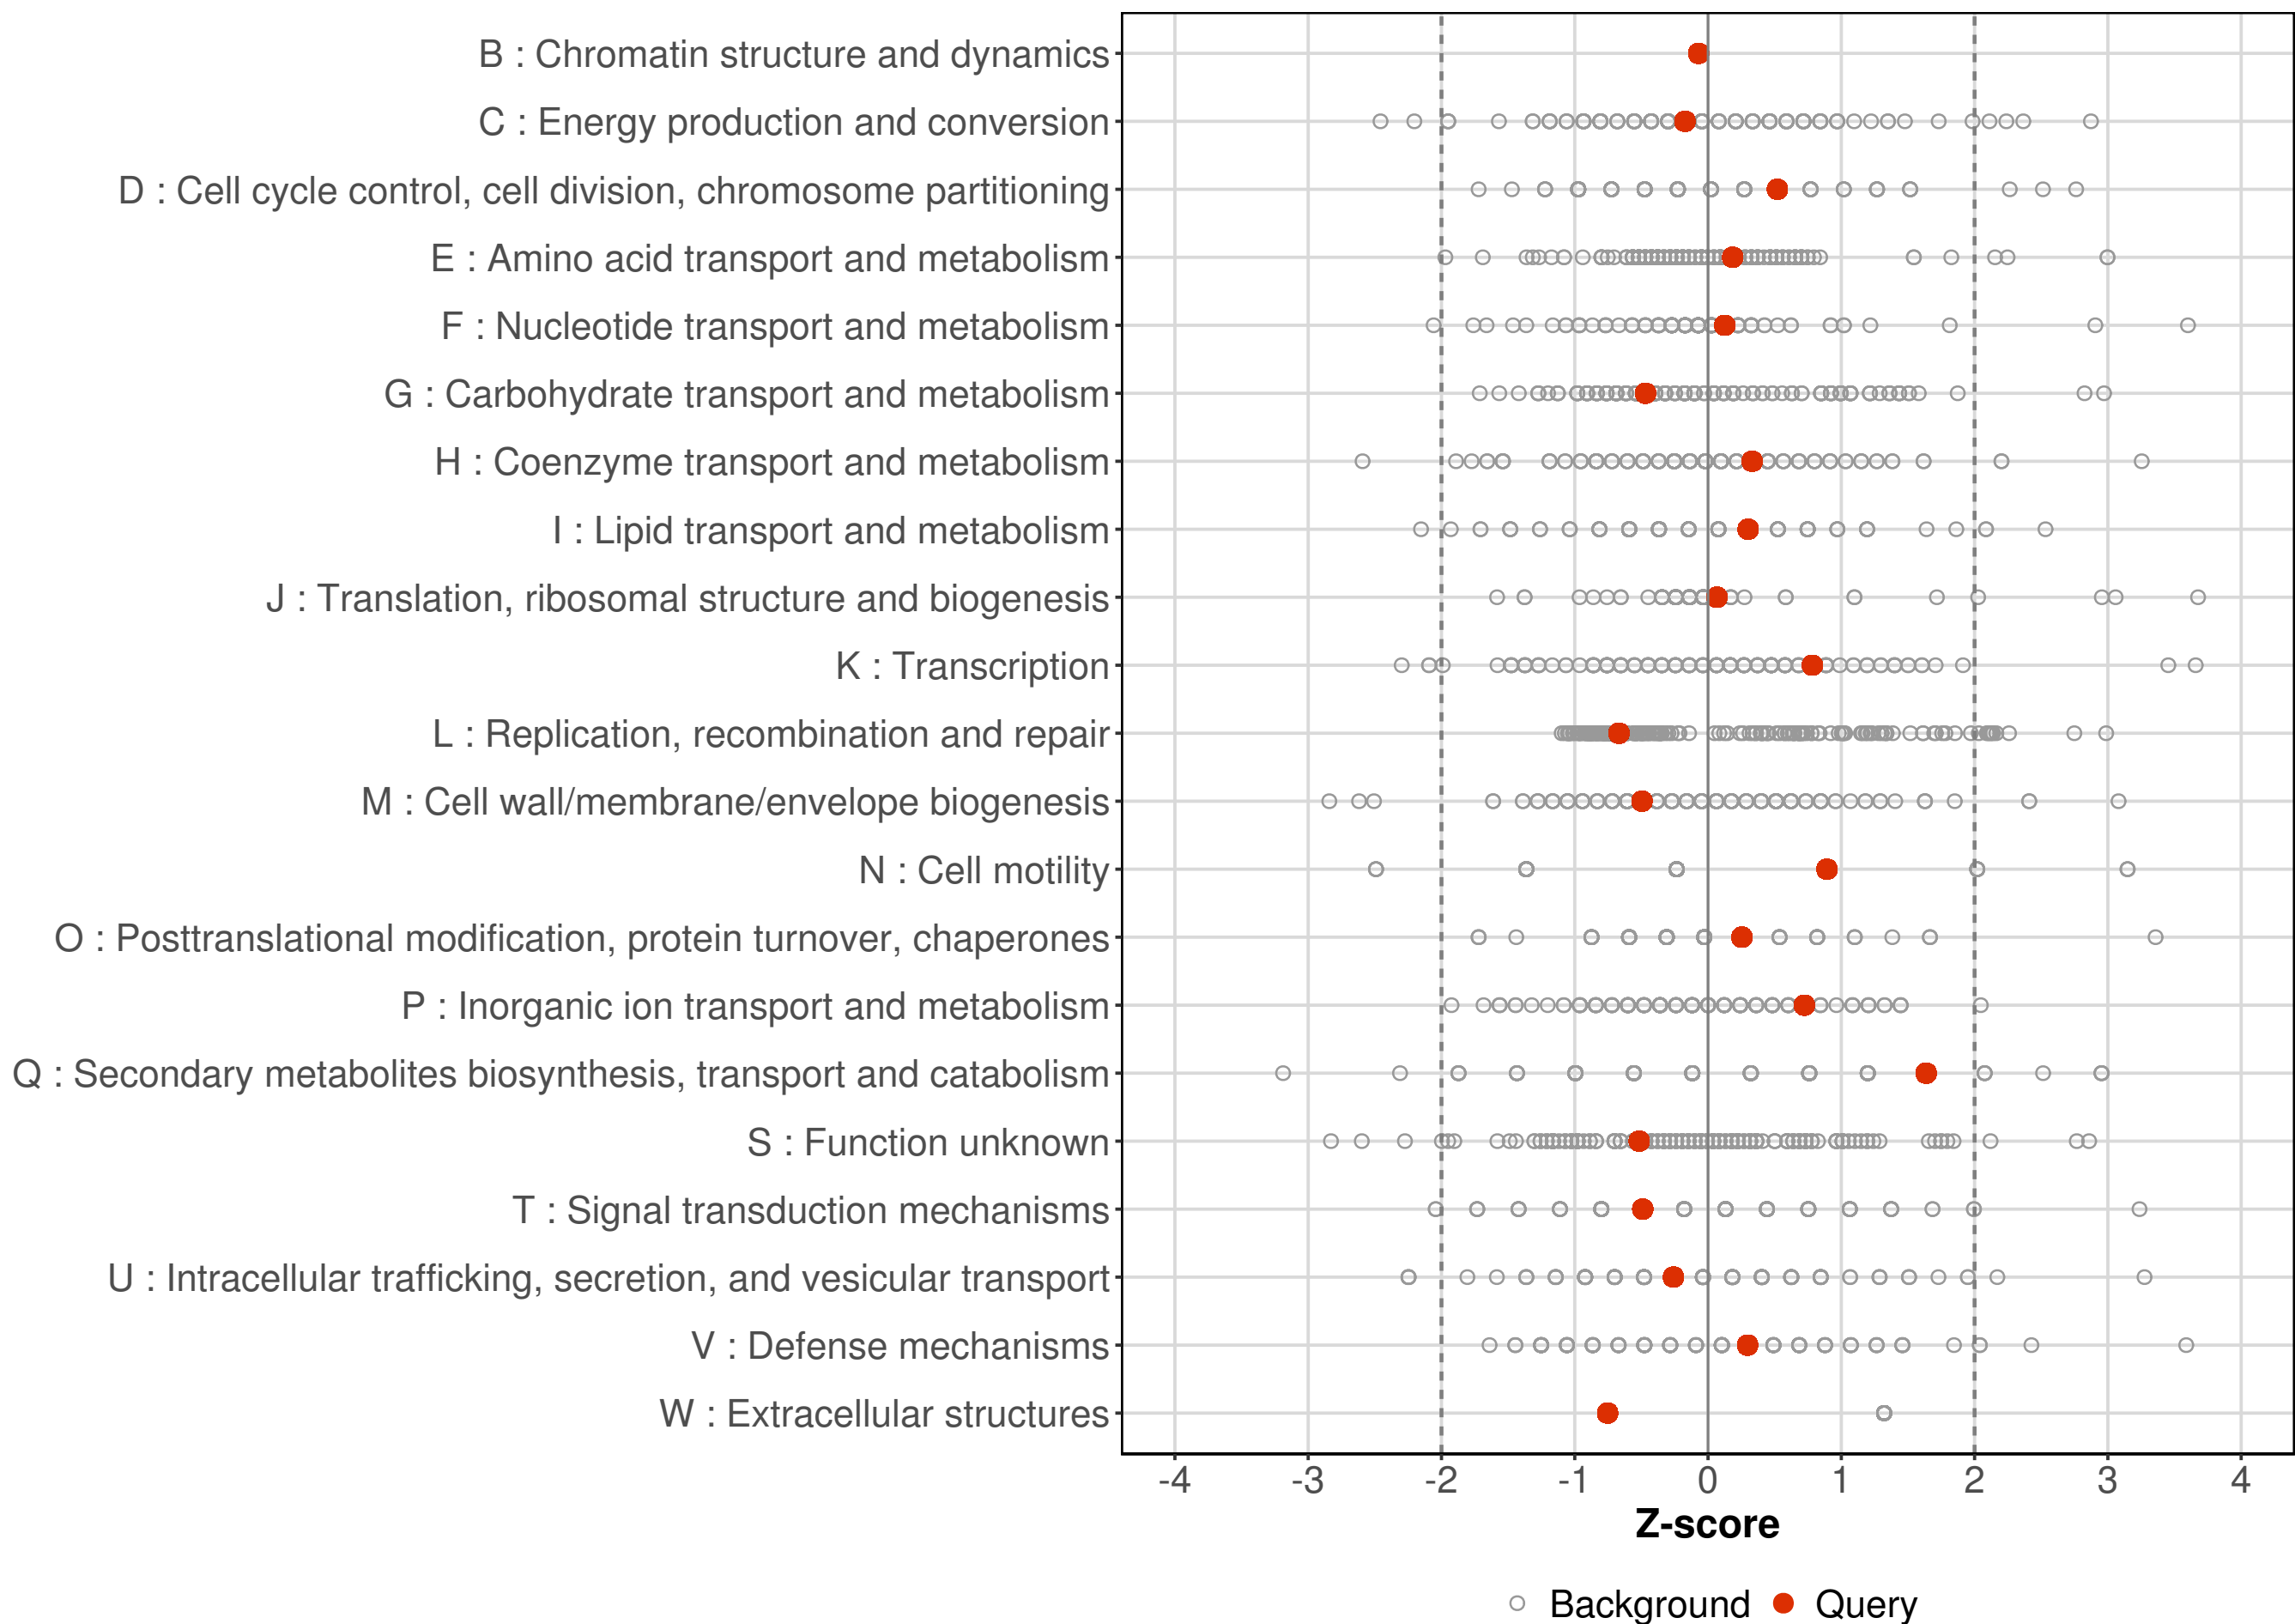 B : Chromatin structure and dynamics
C : Energy production and conversion
D : Cell cycle control, cell division, chromosome partitioning
E : Amino acid transport and metabolism
F : Nucleotide transport and metabolism
G : Carbohydrate transport and metabolism
H : Coenzyme transport and metabolism
I : Lipid transport and metabolism
J : Translation, ribosomal structure and biogenesis
K : Transcription
L : Replication, recombination and repair
M : Cell wall/membrane/envelope biogenesis
N : Cell motility
O : Posttranslational modification, protein turnover, chaperones
P : Inorganic ion transport and metabolism
Q : Secondary metabolites biosynthesis, transport and catabolism
S : Function unknown
T : Signal transduction mechanisms
U : Intracellular trafficking, secretion, and vesicular transport
V : Defense mechanisms
W : Extracellular structures
-4 -3 -2 -1 0 1 2 3 4
Z-score
Background Query